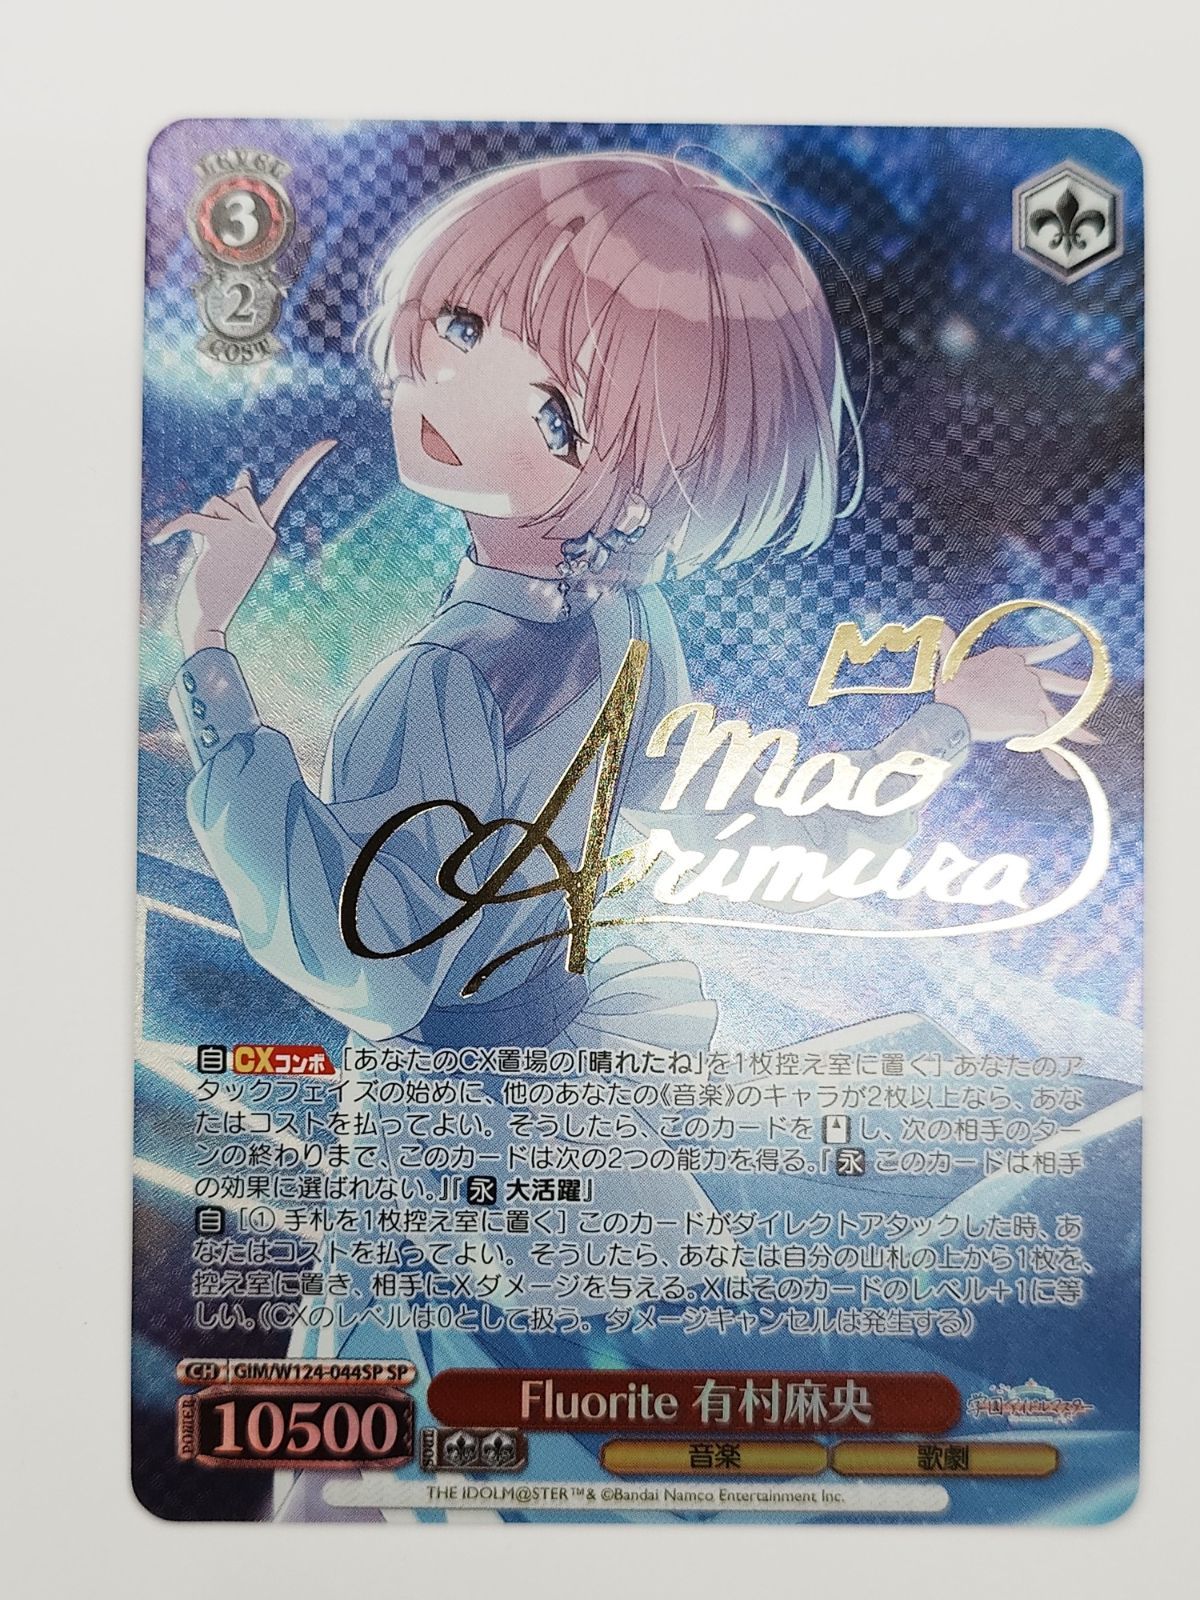 LEVEL
3
2
COST
Mao
Arimura
自 CXコンボ [あなたのCX置場の「晴れたね」を1枚控え室に置く] あなたのア
タックフェイズの始めに、他のあなたの《音楽》のキャラが2枚以上なら、あな
たはコストを払ってよい。そうしたら、このカードを し、次の相手のター
ンの終わりまで、このカードは次の2つの能力を得る。『永 このカードは相手
の効果に選ばれない。』『永 大活躍』
自 [① 手札を1枚控え室に置く] このカードがダイレクトアタックした時、あ
なたはコストを払ってよい。そうしたら、あなたは自分の山札の上から1枚を、
控え室に置き、相手にXダメージを与える。Xはそのカードのレベル+1に等
しい。(CXのレベルは0として扱う。ダメージキャンセルは発生する)
CH GIM/W124-044SP SP
POWER 10500 SOUL
Fluorite 有村麻央
学園アイドルマスター
音楽 歌劇
THE IDOLM@STER™& ©Bandai Namco Entertainment Inc.